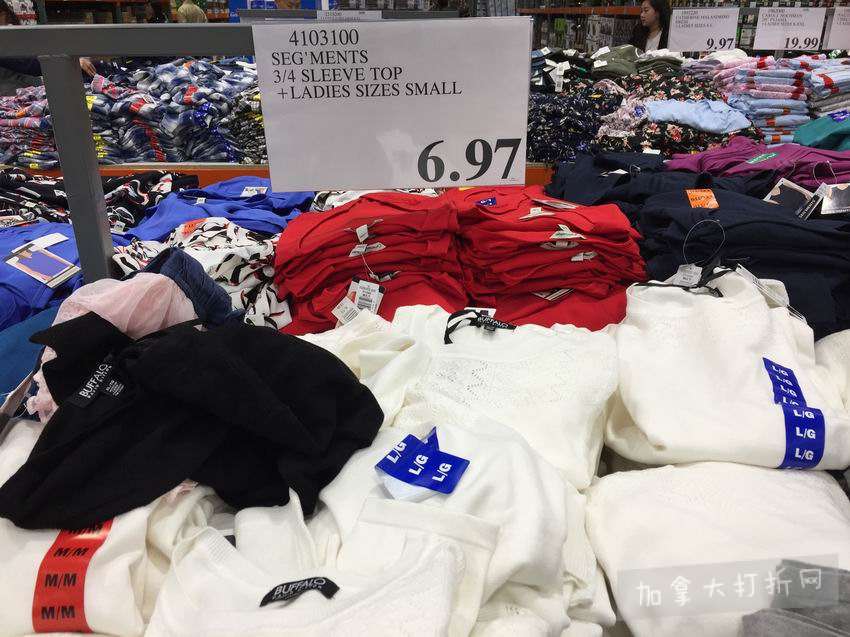 4103100
SEG'MENTS
3/4 SLEEVE TOP
+LADIES SIZES SMALL
6.97
9.97
19.99
BUFFALO
L/G
L/G
L/G
L/G
L/G
L/G
L/G
L/G
L/G
M/M
M/M
M/M
M/M
BUFFALO
加拿大打折网